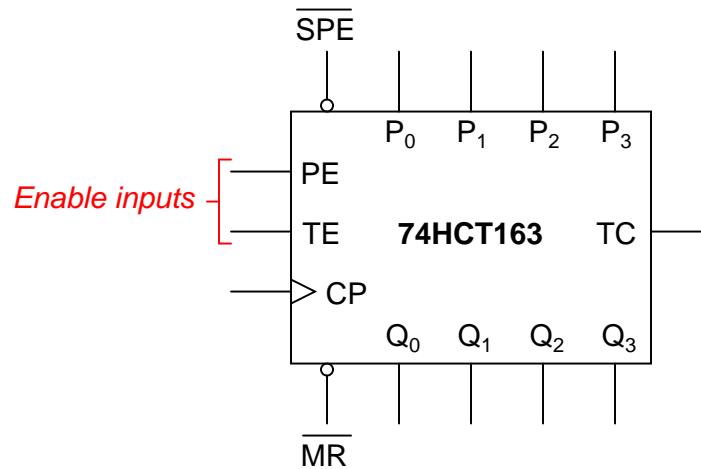 SPE
P0 P1 P2 P3
PE
Enable inputs
TE 74HCT163 TC
CP
Q0 Q1 Q2 Q3
MR